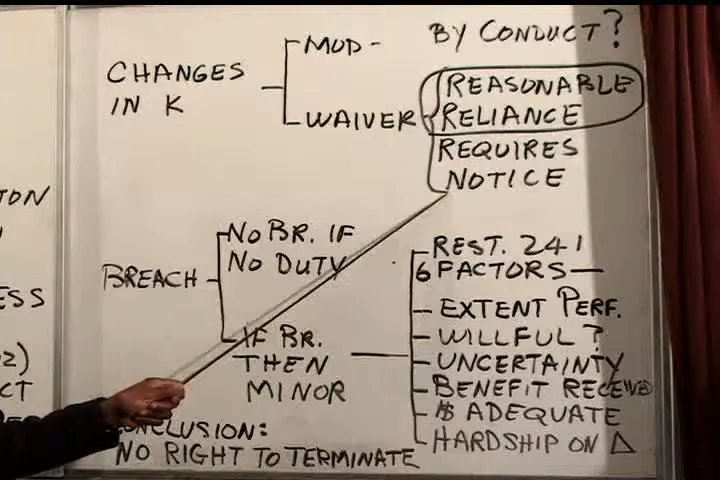 BY CONDUCT?
MOD-
CHANGES
IN K
WAIVER
REASONABLE
RELIANCE
REQUIRES
NOTICE
BREACH
NO BR. IF
NO DUTY
IF BR.
THEN
MINOR
REST. 241
6 FACTORS—
- EXTENT PERF.
- WILLFUL?
- UNCERTAINTY
- BENEFIT RECEIVED
- $ ADEQUATE
- HARDSHIP ON Δ
CONCLUSION:
NO RIGHT TO TERMINATE
TON
ESS
2)
CT